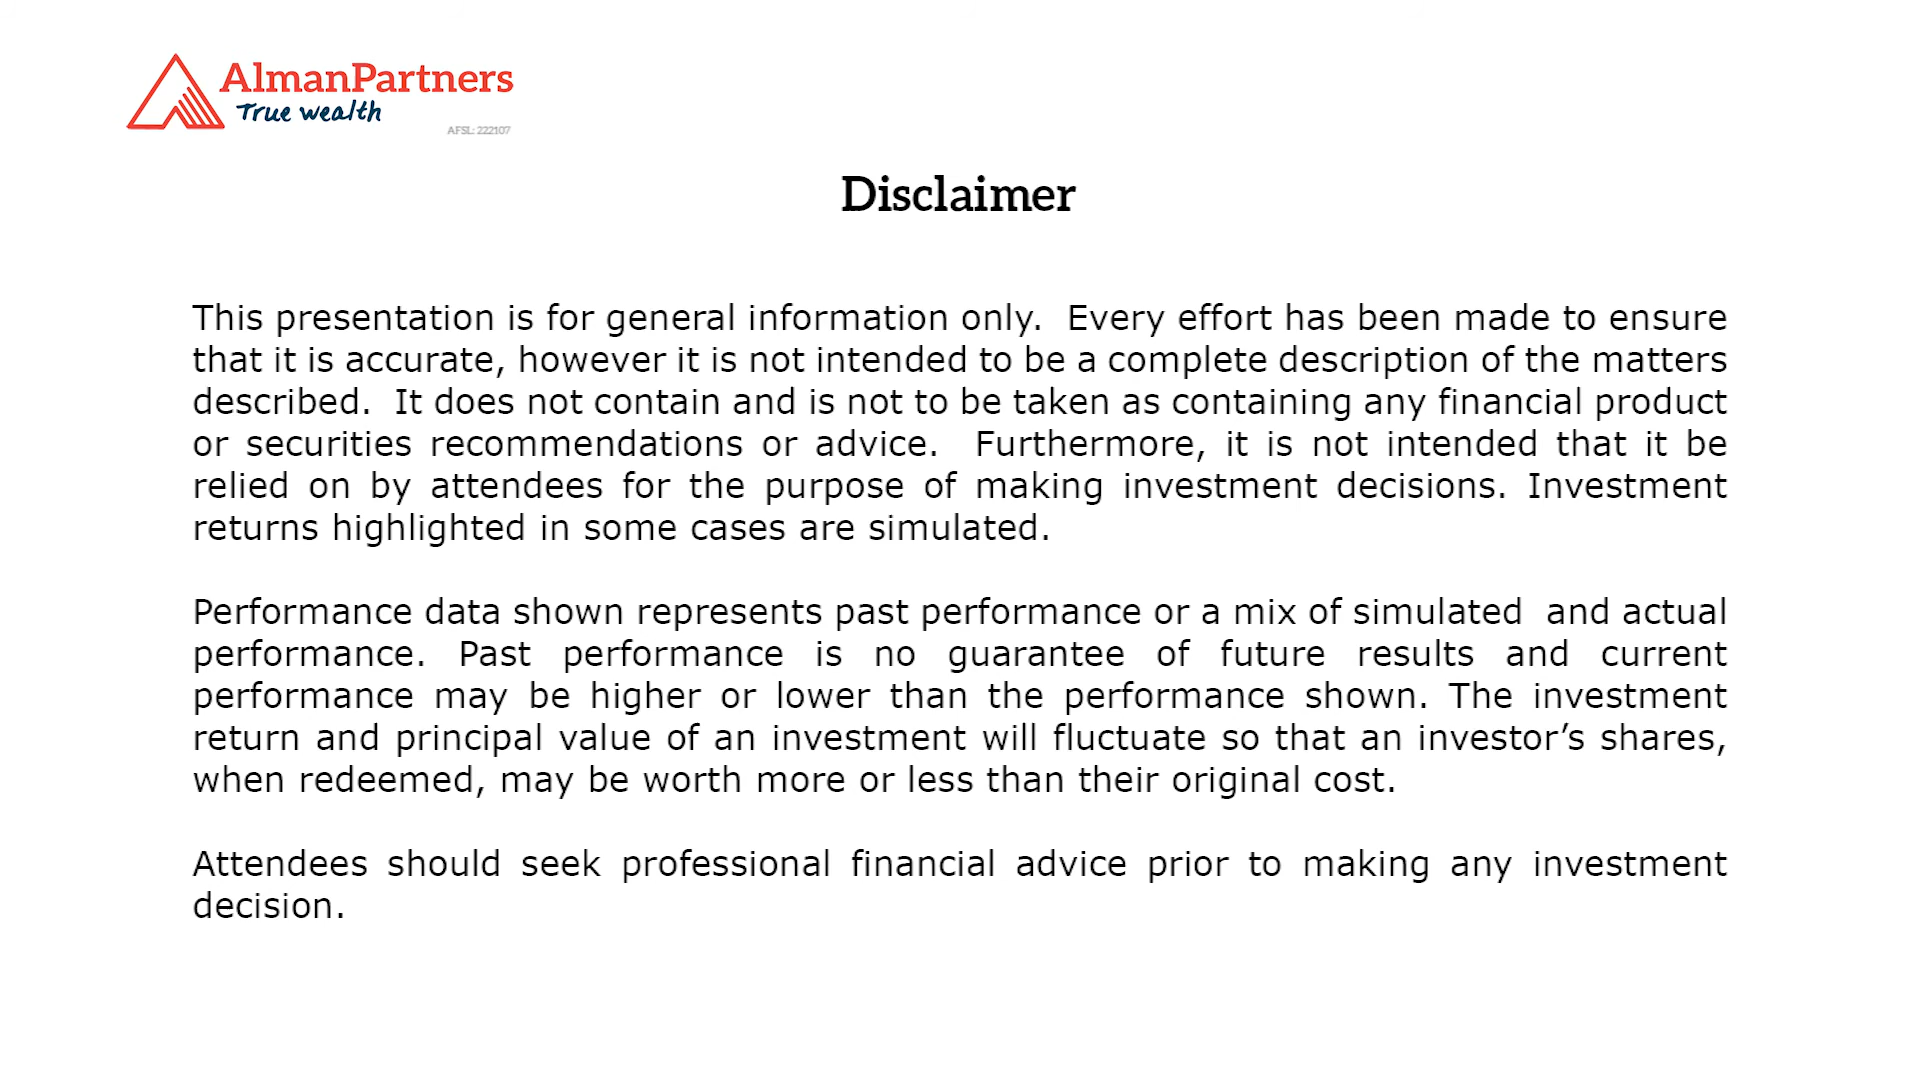 AlmanPartners
True wealth
AFSL: 222107
Disclaimer
This presentation is for general information only.  Every effort has been made to ensure
that it is accurate, however it is not intended to be a complete description of the matters
described.  It does not contain and is not to be taken as containing any financial product
or securities recommendations or advice.  Furthermore, it is not intended that it be
relied on by attendees for the purpose of making investment decisions. Investment
returns highlighted in some cases are simulated.
Performance data shown represents past performance or a mix of simulated  and actual
performance. Past performance is no guarantee of future results and current
performance may be higher or lower than the performance shown. The investment
return and principal value of an investment will fluctuate so that an investor’s shares,
when redeemed, may be worth more or less than their original cost.
Attendees should seek professional financial advice prior to making any investment
decision.